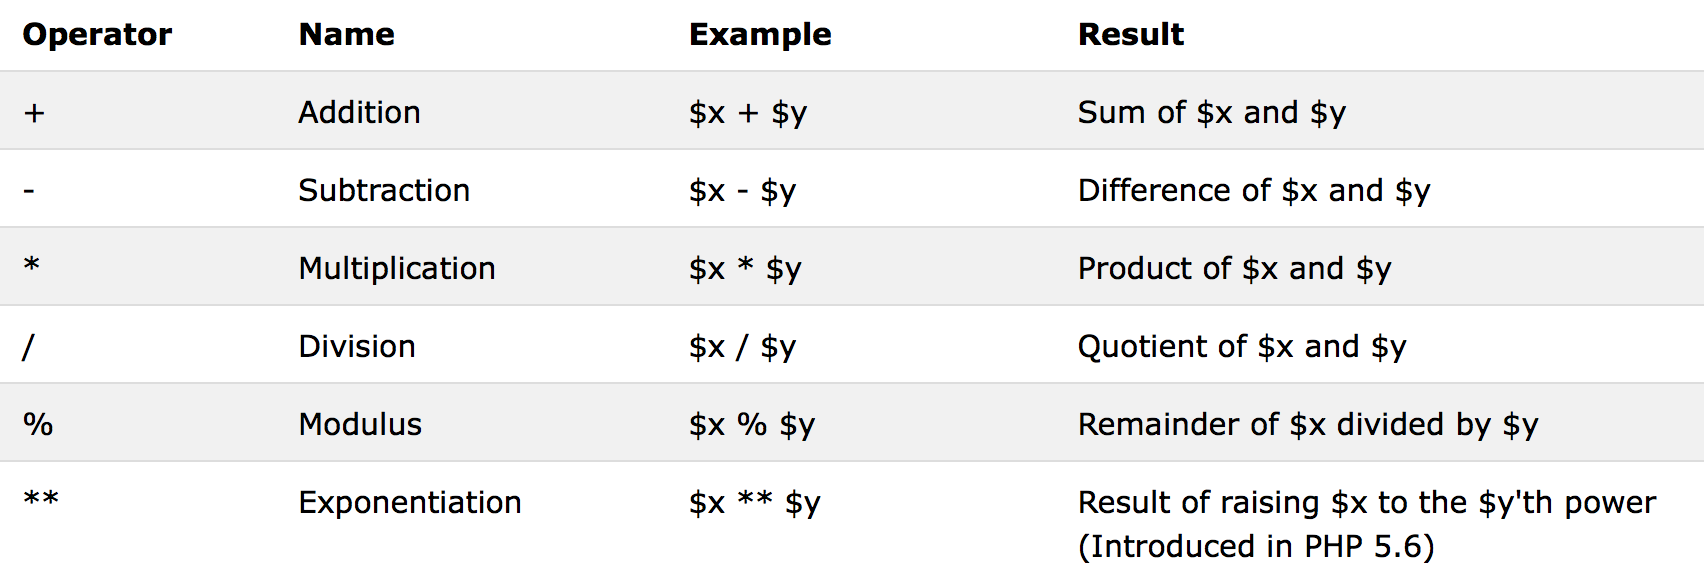 Operator Name Example Result
+ Addition $x + $y Sum of $x and $y
- Subtraction $x - $y Difference of $x and $y
* Multiplication $x * $y Product of $x and $y
/ Division $x / $y Quotient of $x and $y
% Modulus $x % $y Remainder of $x divided by $y
** Exponentiation $x ** $y Result of raising $x to the $y'th power
(Introduced in PHP 5.6)